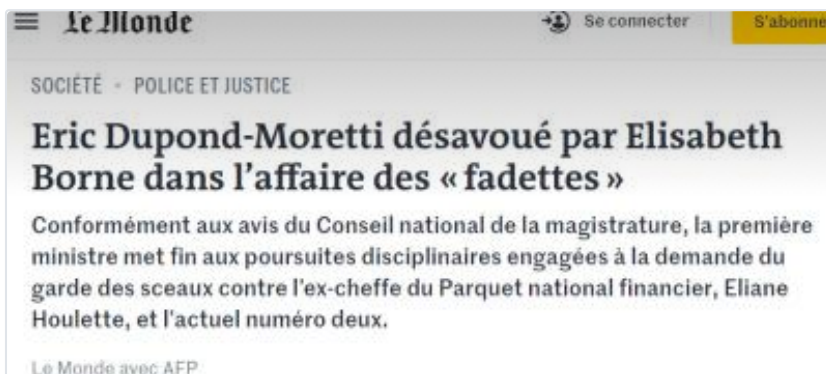 Le Monde
Se connecter
S'abonne
SOCIÉTÉ - POLICE ET JUSTICE
Eric Dupond-Moretti désavoué par Elisabeth
Borne dans l'affaire des « fadettes »
Conformément aux avis du Conseil national de la magistrature, la première
ministre met fin aux poursuites disciplinaires engagées à la demande du
garde des sceaux contre l'ex-cheffe du Parquet national financier, Eliane
Houlette, et l'actuel numéro deux.
Le Monde avec AFP